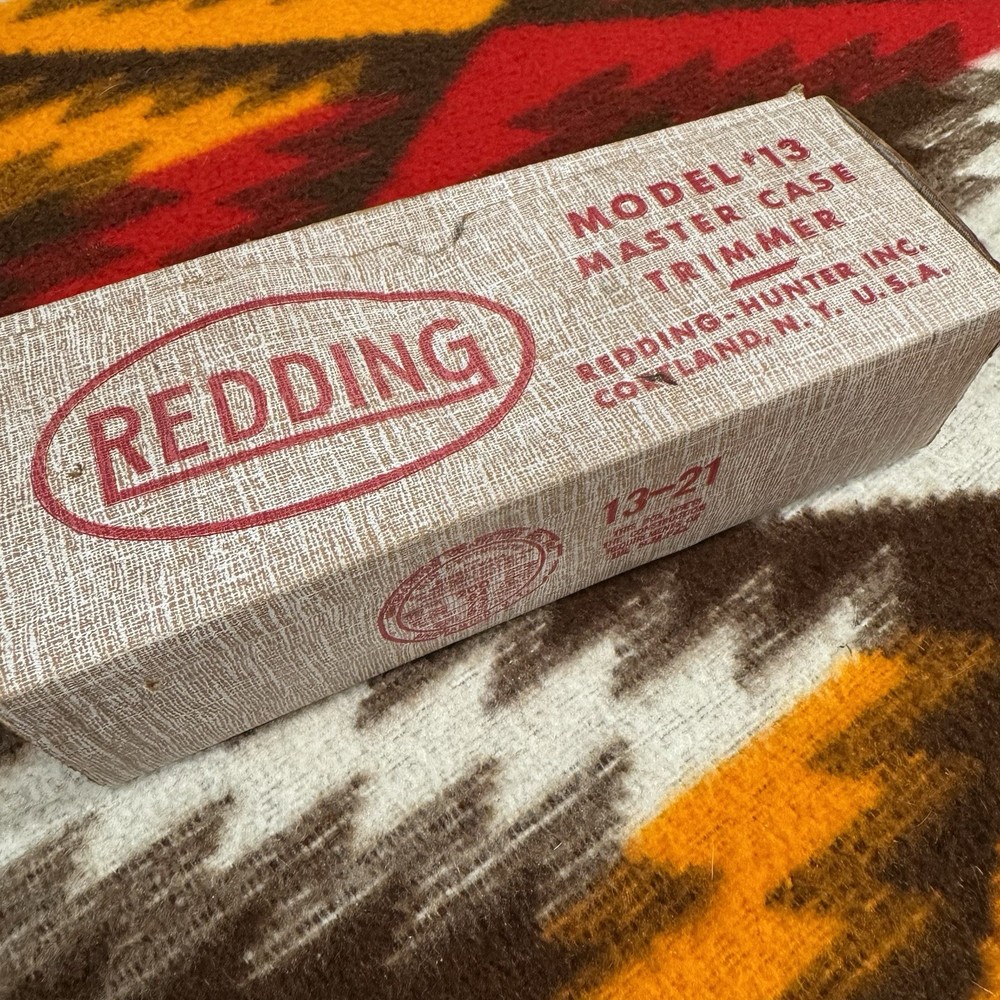 REDDING
MODEL '13
MASTER CASE
TRIMMER
REDDING-HUNTER INC.
CORTLAND, N.Y. U.S.A.
13-21